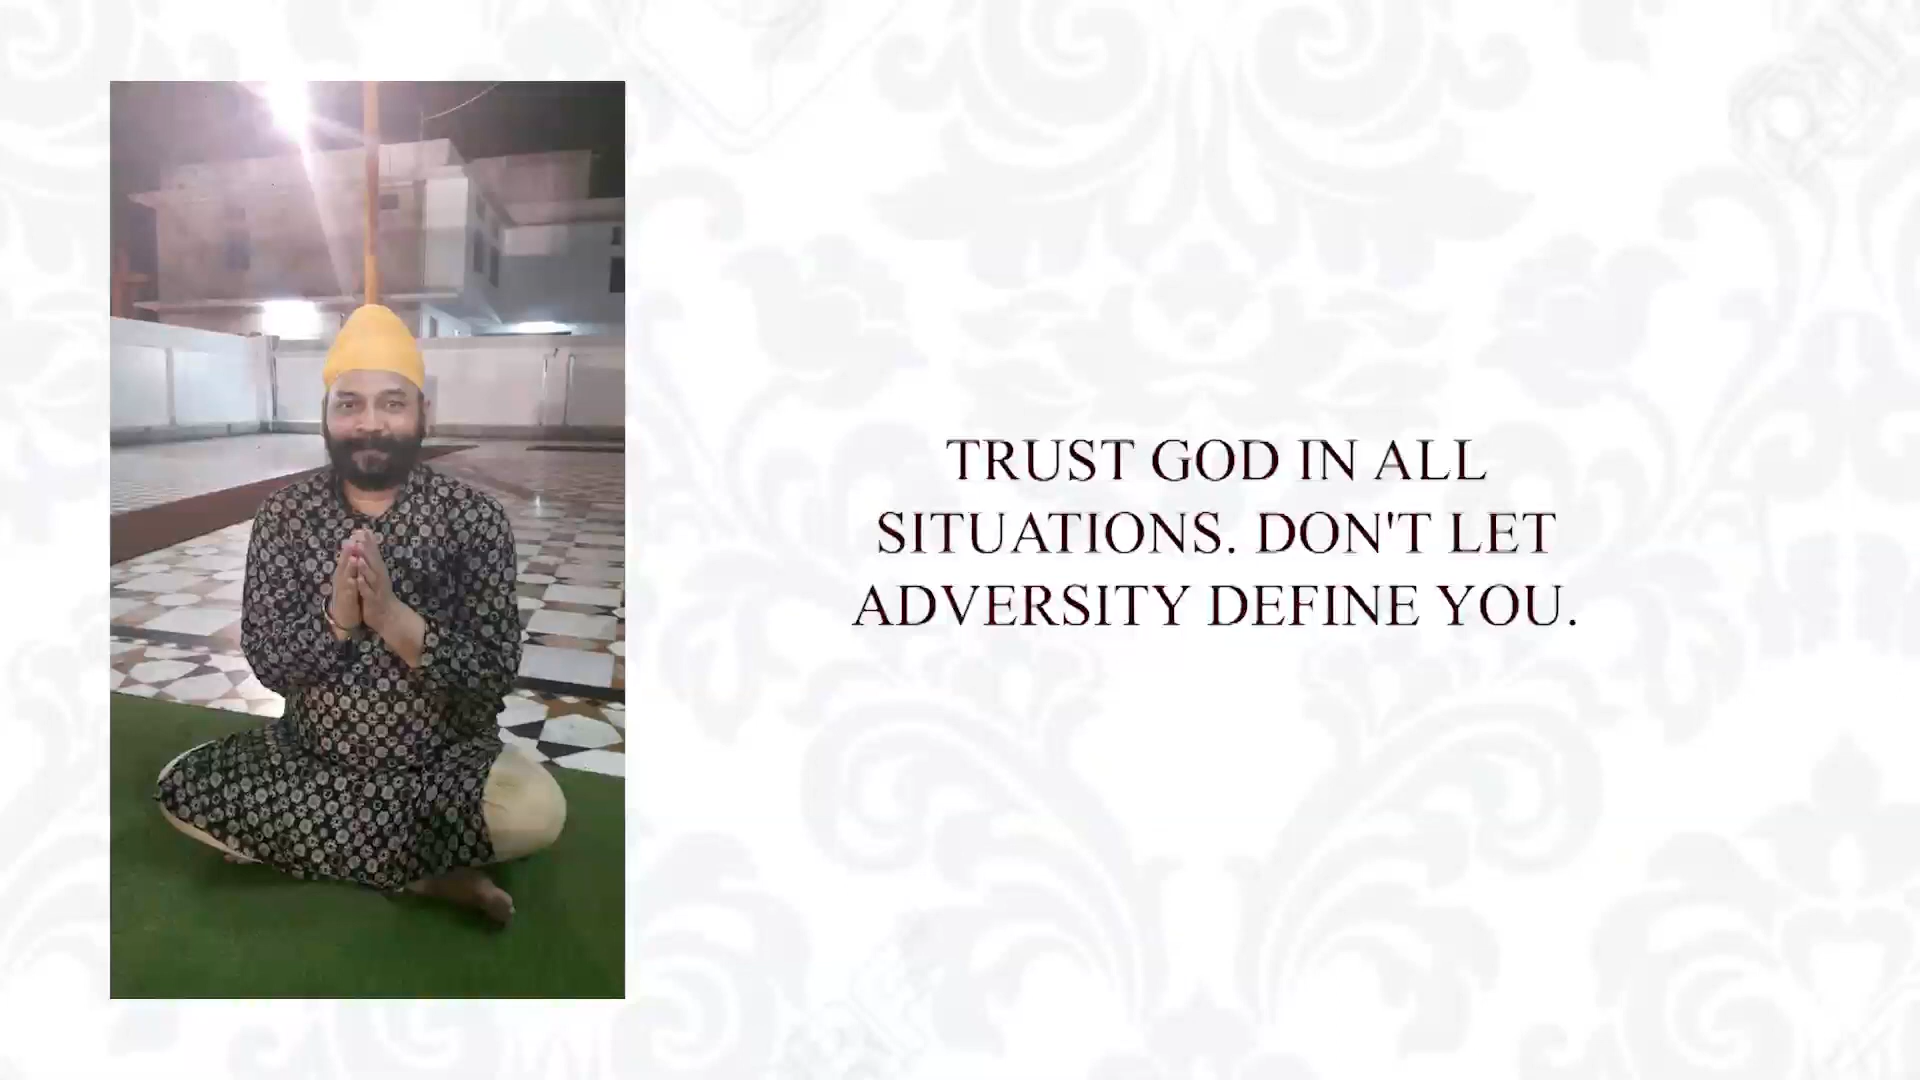 TRUST GOD IN ALL
SITUATIONS. DON'T LET
ADVERSITY DEFINE YOU.